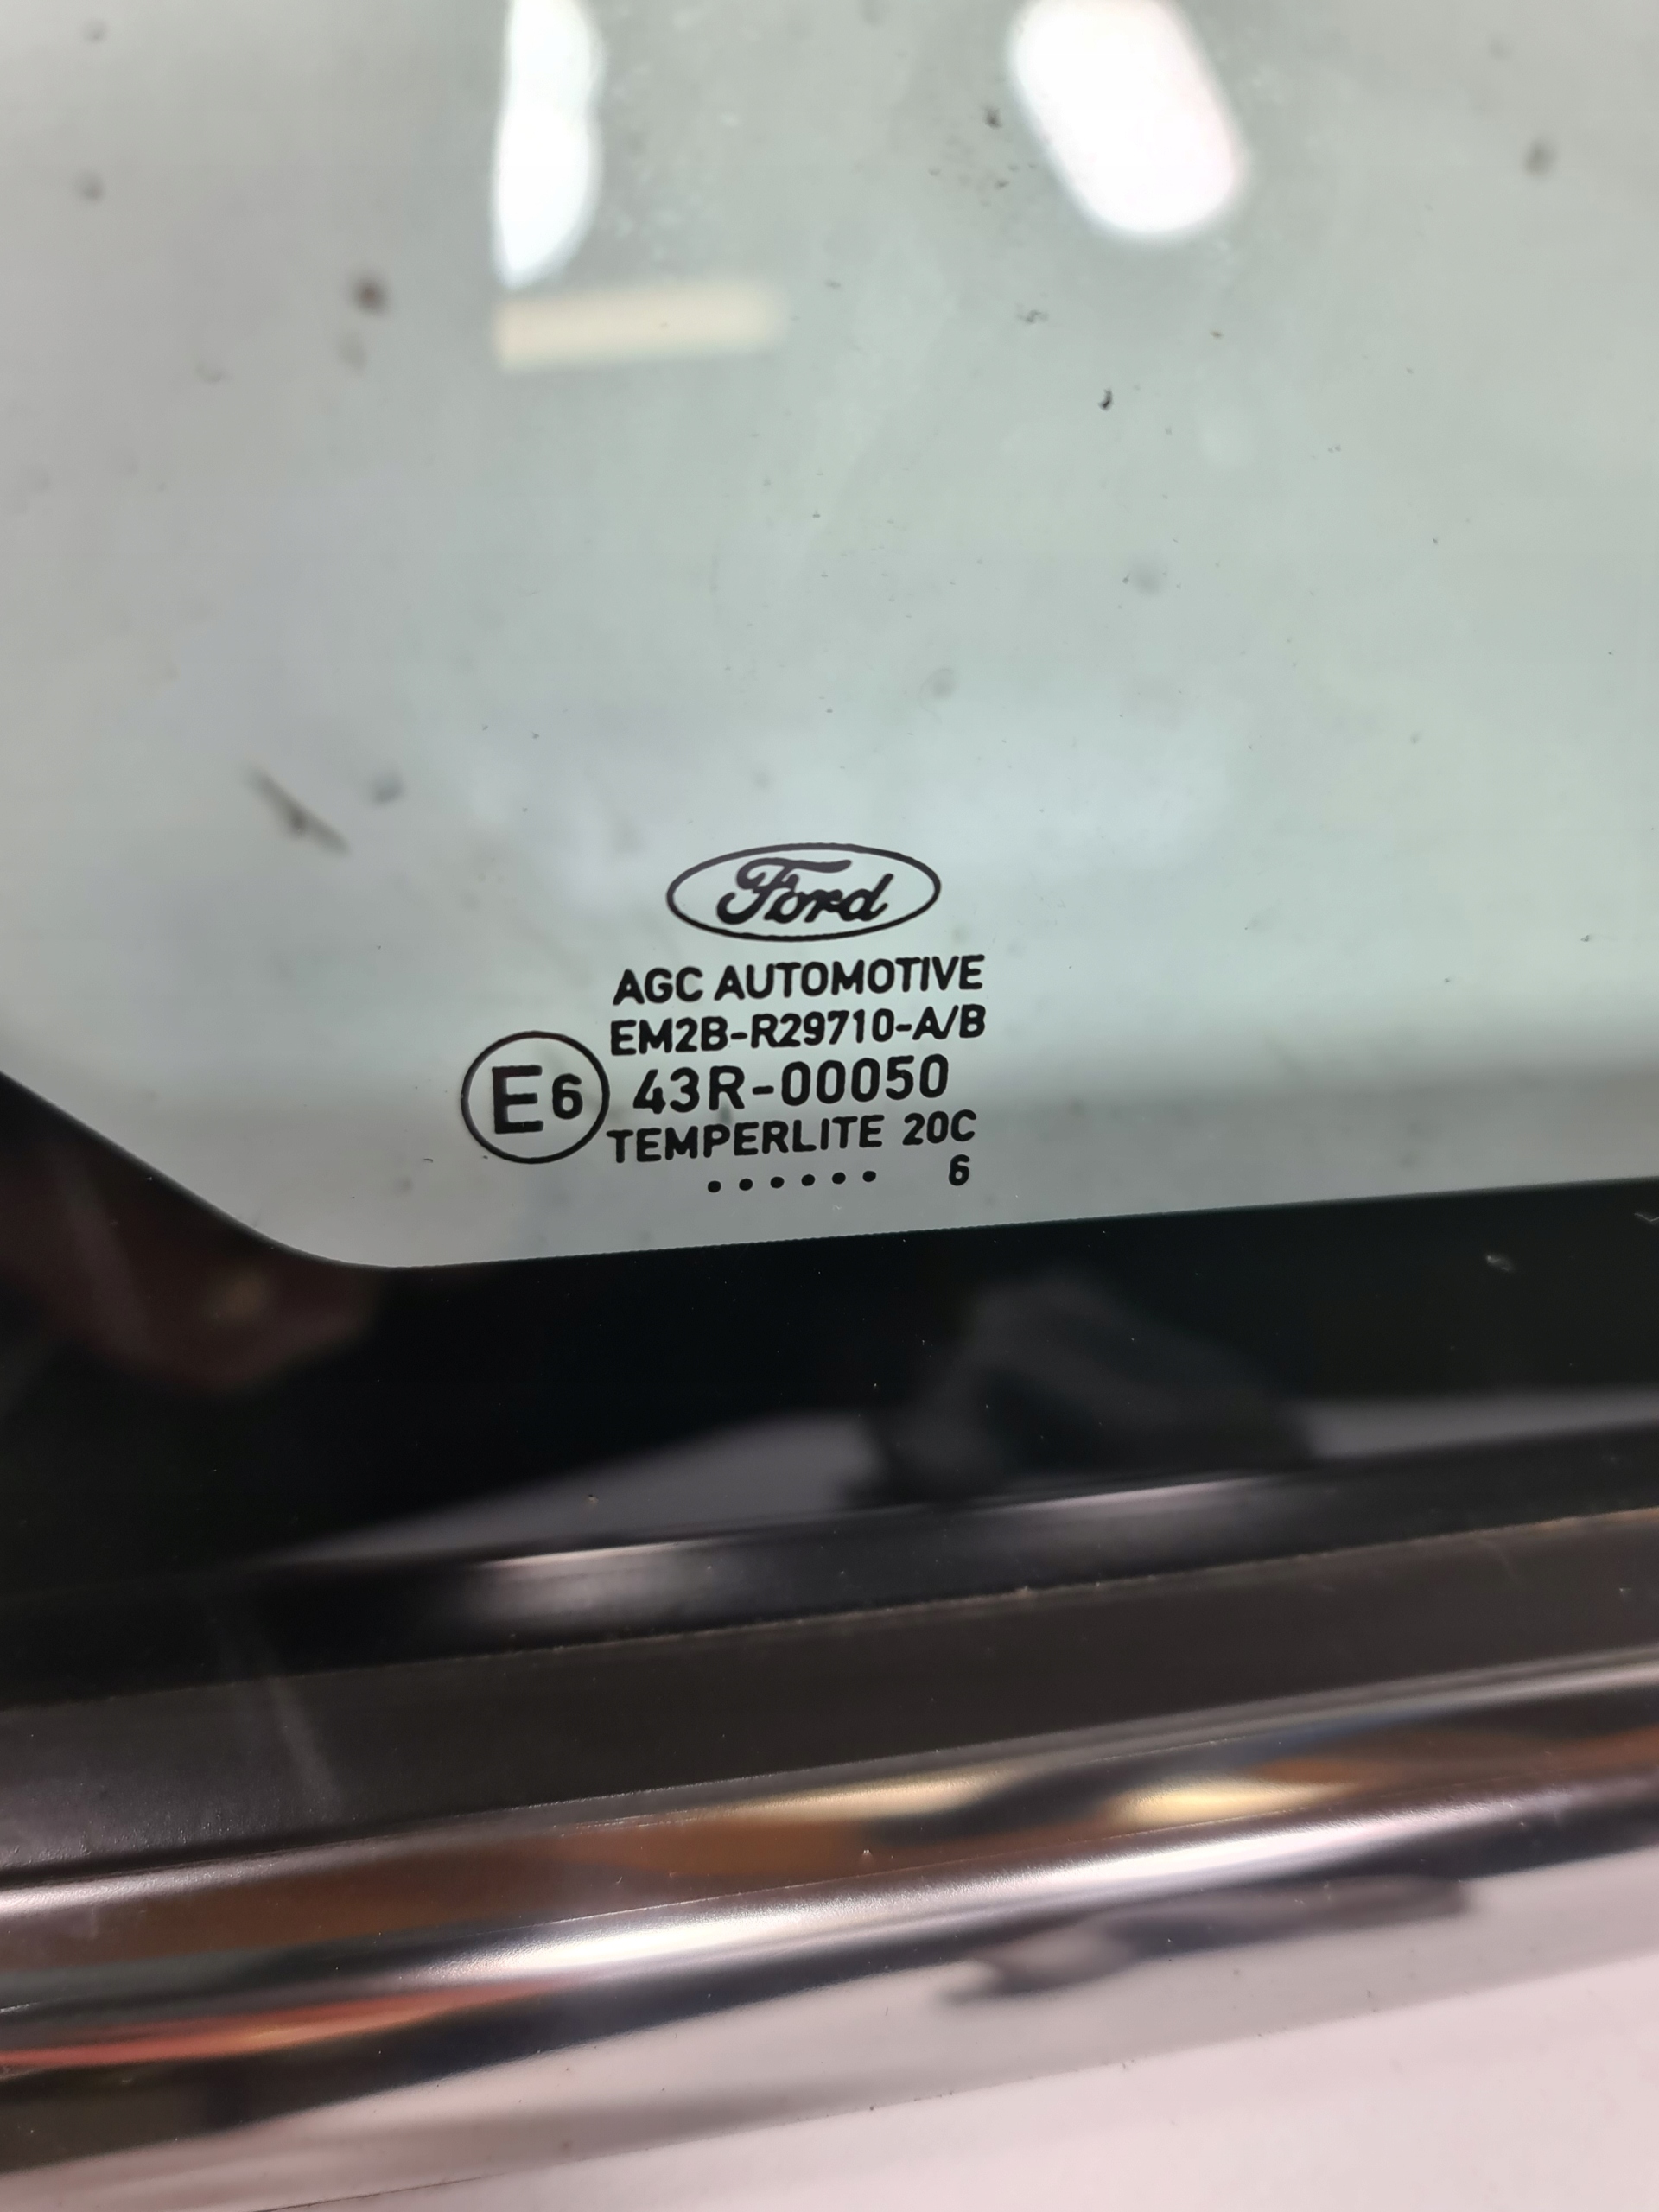 Ford
AGC AUTOMOTIVE
EM2B-R29710-A/B
E6 43R-00050
TEMPERLITE 20C
...... 6